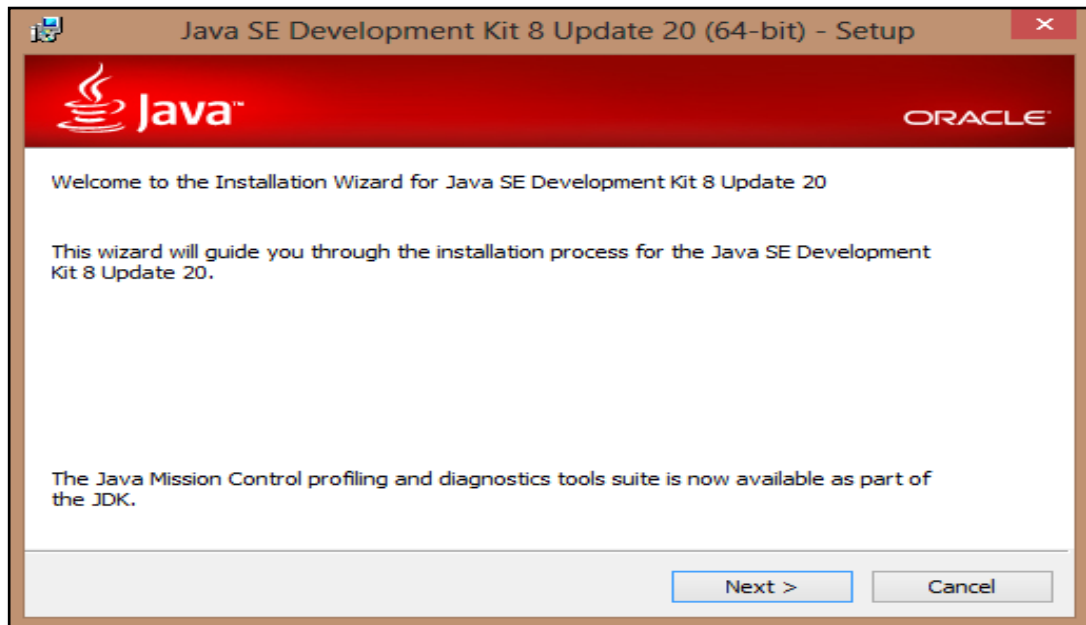 Java SE Development Kit 8 Update 20 (64-bit) - Setup
Java™
ORACLE®
Welcome to the Installation Wizard for Java SE Development Kit 8 Update 20
This wizard will guide you through the installation process for the Java SE Development
Kit 8 Update 20.
The Java Mission Control profiling and diagnostics tools suite is now available as part of
the JDK.
Next >
Cancel